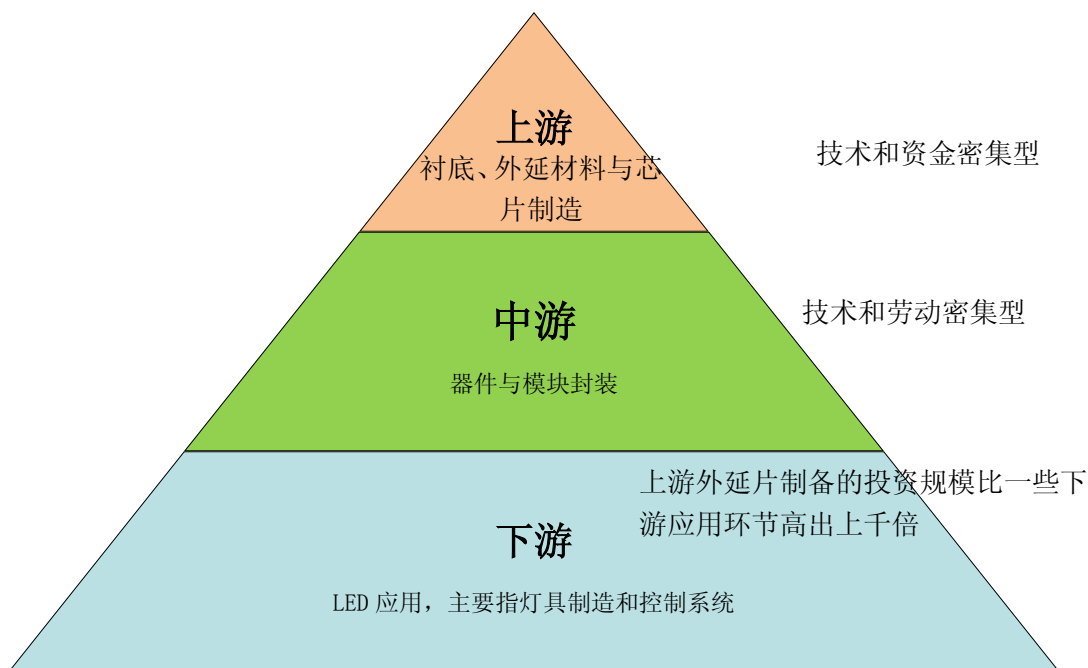 上游
衬底、外延材料与芯
片制造
技术和资金密集型
中游
技术和劳动密集型
器件与模块封装
上游外延片制备的投资规模比一些下
游应用环节高出上千倍
下游
LED 应用，主要指灯具制造和控制系统